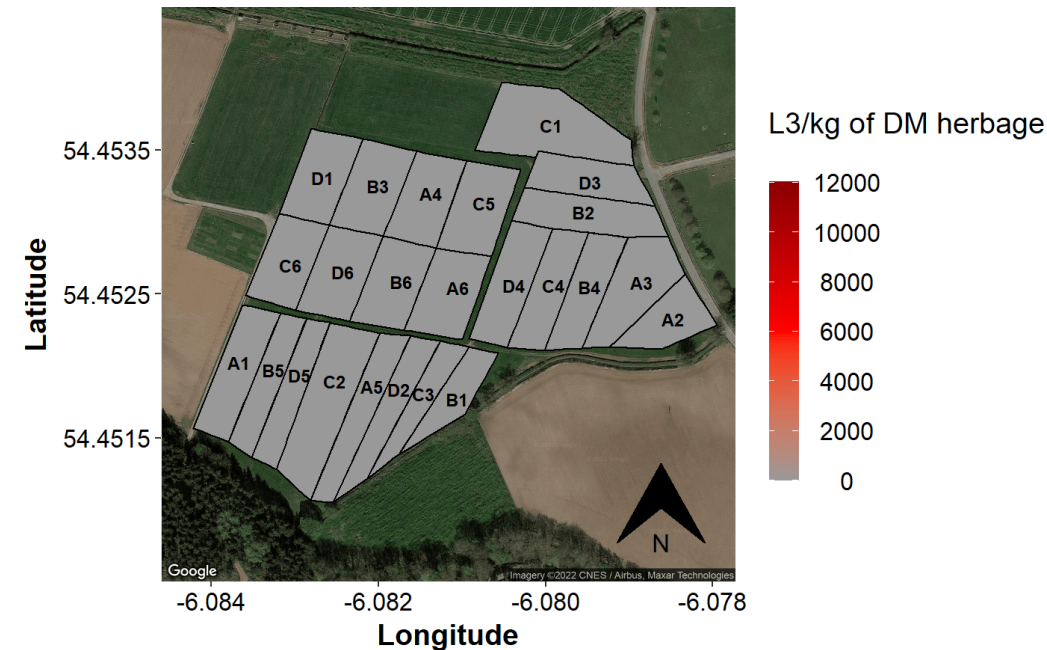 L3/kg of DM herbage
12000
10000
8000
6000
4000
2000
0
Latitude
54.4535
54.4525
54.4515
C1
D3
B2
D1
B3
A4
C5
C6
D6
B6
A6
D4
C4
B4
A3
A2
A1
B5
D5
C2
A5
D2
C3
B1
N
Google
Imagery ©2022 CNES / Airbus, Maxar Technologies
-6.084
-6.082
-6.080
-6.078
Longitude